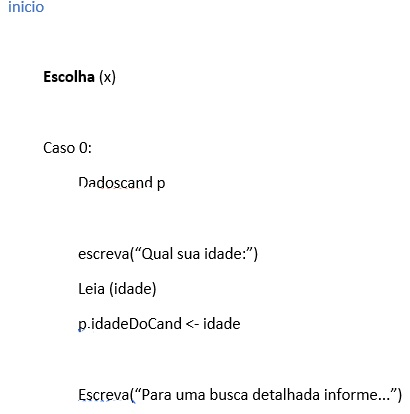 inicio
Escolha (x)
Caso 0:
Dadoscand p
escreva(“Qual sua idade:”)
Leia (idade)
p.idadeDoCand <- idade
Escreva(“Para uma busca detalhada informe...”)